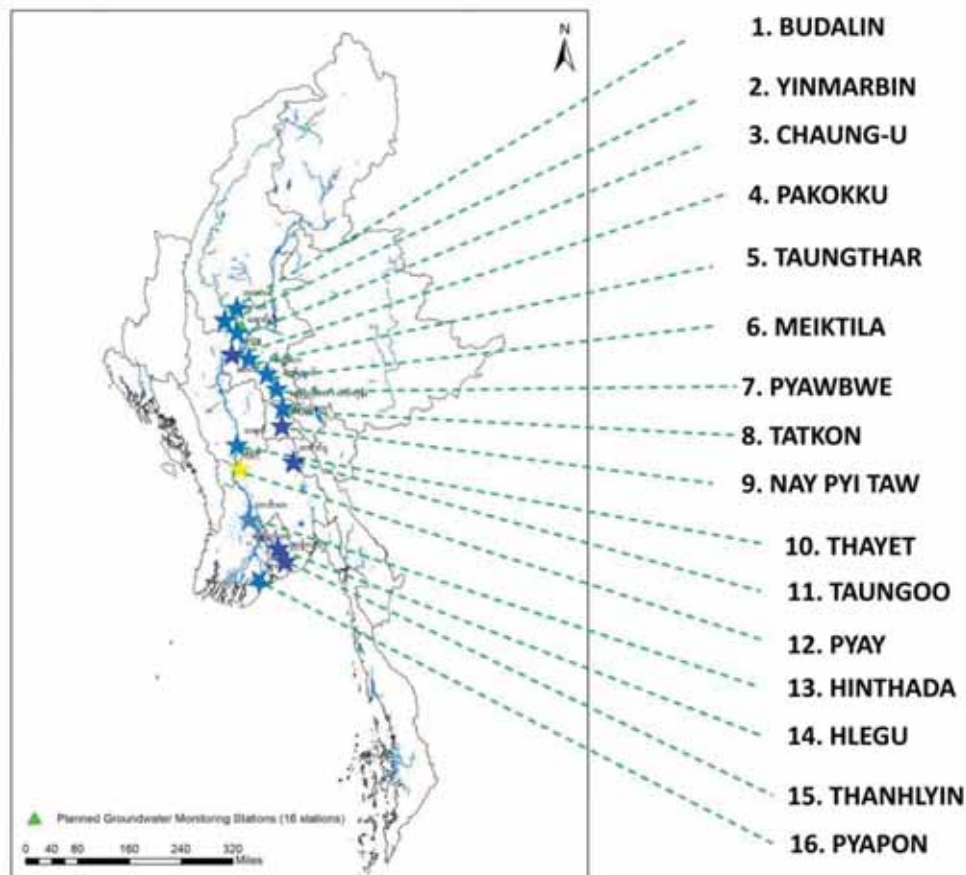 N
1. BUDALIN
2. YINMARBIN
3. CHAUNG-U
4. PAKOKKU
5. TAUNGTHAR
6. MEIKTILA
7. PYAWBWE
8. TATKON
9. NAY PYI TAW
10. THAYET
11. TAUNGOO
12. PYAY
13. HINTHADA
14. HLEGU
15. THANHLYIN
16. PYAPON
Planned Groundwater Monitoring Stations (16 stations)
0 40 80 160 240 320
Miles